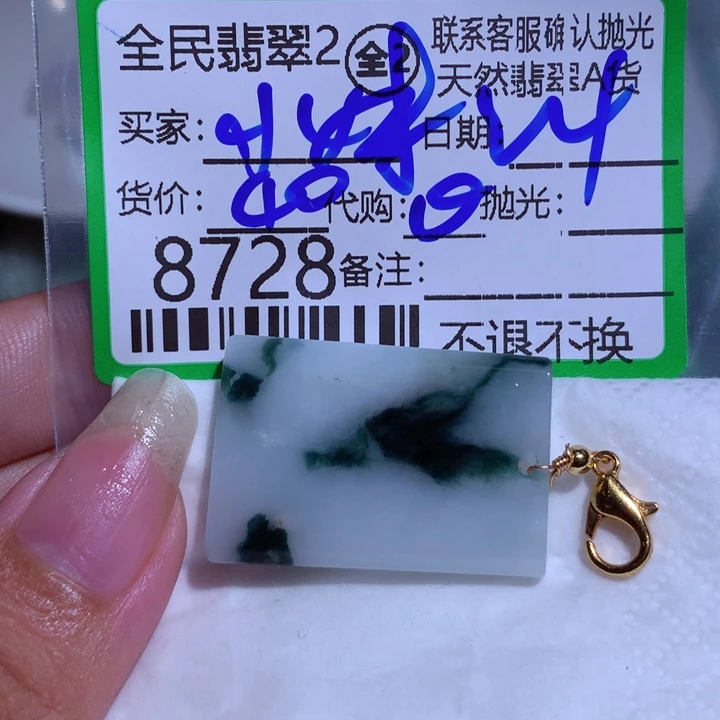 全民翡翠2 全2 联系客服确认抛光
天然翡翠A货
买家: 日期:
货价: 40 代购: 0 抛光:
8728 备注:
不退不换